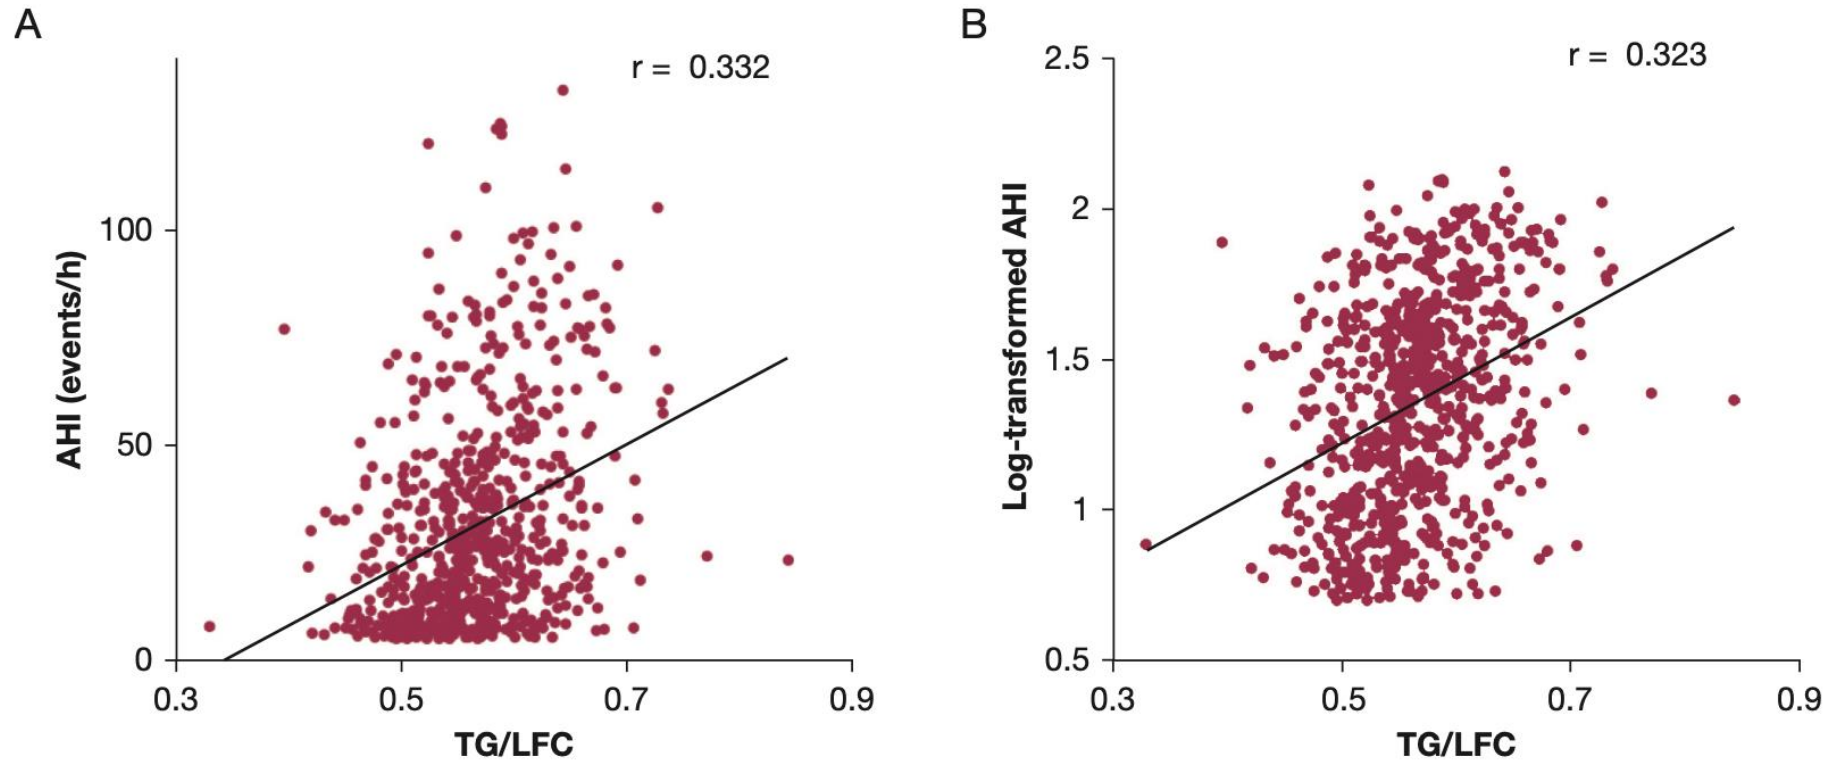 A
r = 0.332
AHI (events/h)
100
50
0
0.3 0.5 0.7 0.9
TG/LFC
B
r = 0.323
Log-transformed AHI
2.5
2
1.5
1
0.5
0.3 0.5 0.7 0.9
TG/LFC